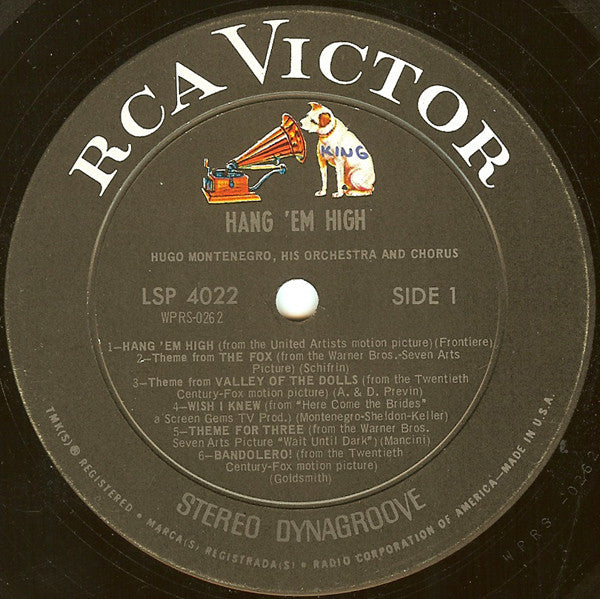 RCA VICTOR
KING
HANG 'EM HIGH
HUGO MONTENEGRO, HIS ORCHESTRA AND CHORUS
LSP 4022 SIDE 1
WPRS-0262
1—HANG 'EM HIGH (from the United Artists motion picture) (Frontiere)
2—Theme from THE FOX (from the Warner Bros.-Seven Arts
Picture) (Schifrin)
3—Theme from VALLEY OF THE DOLLS (from the Twentieth
Century-Fox motion picture) (A. & D. Previn)
4—WISH I KNEW (from "Here Come the Brides"
a Screen Gems TV Prod.) (Montenegro-Sheldon-Keller)
5—THEME FOR THREE (from the Warner Bros.
Seven Arts Picture "Wait Until Dark") (Mancini)
6—BANDOLERO! (from the Twentieth
Century-Fox motion picture)
(Goldsmith)
STEREO DYNAGROOVE
TMK(S) ® REGISTERED • MARCA(S) REGISTRADA(S) • RADIO CORPORATION OF AMERICA—MADE IN U.S.A.
WPRS-0262